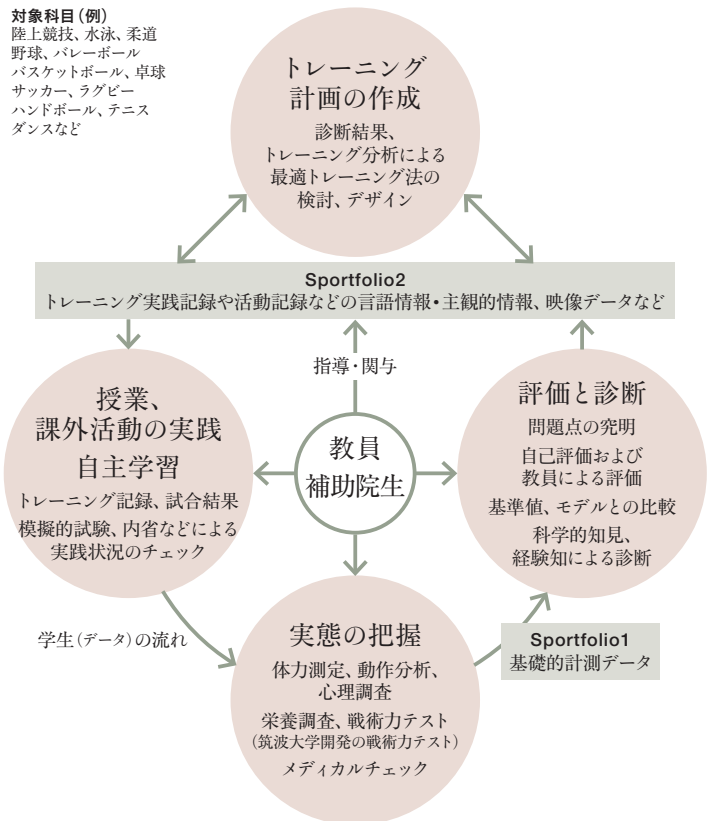 対象科目(例)
陸上競技、水泳、柔道
野球、バレーボール
バスケットボール、卓球
サッカー、ラグビー
ハンドボール、テニス
ダンスなど
トレーニング
計画の作成
診断結果、
トレーニング分析による
最適トレーニング法の
検討、デザイン
Sportfolio2
トレーニング実践記録や活動記録などの言語情報・主観的情報、映像データなど
指導・関与
授業、
課外活動の実践
自主学習
トレーニング記録、試合結果
模擬的試験、内省などによる
実践状況のチェック
教員
補助院生
評価と診断
問題点の究明
自己評価および
教員による評価
基準値、モデルとの比較
科学的知見、
経験知による診断
学生(データ)の流れ
実態の把握
体力測定、動作分析、
心理調査
栄養調査、戦術力テスト
(筑波大学開発の戦術力テスト)
メディカルチェック
Sportfolio1
基礎的計測データ